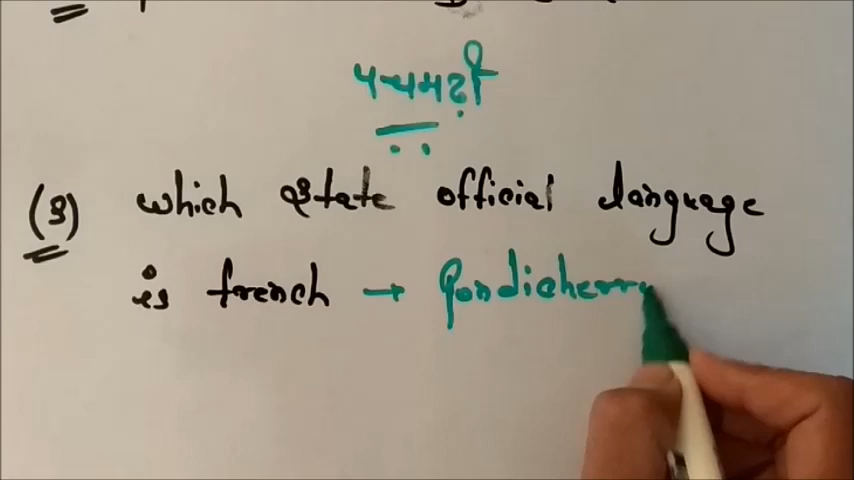 पचमढ़ी
(3) which state official language
is french → Pondicherry